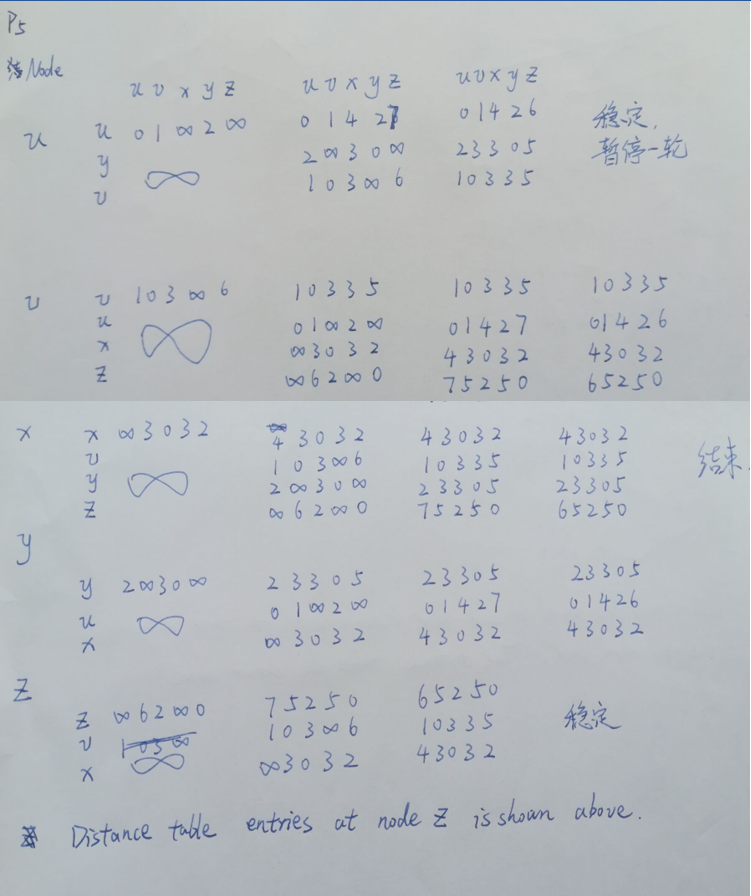 P5
Node
u v x y z   u v x y z   u v x y z
u   u   0 1 ∞ 2 ∞   0 1 4 2 7   0 1 4 2 6   稳定,
y   2 ∞ 3 0 ∞   2 3 3 0 5   暂停一轮
v   ∞   1 0 3 ∞ 6   1 0 3 3 5
v   v   1 0 3 ∞ 6   1 0 3 3 5   1 0 3 3 5   1 0 3 3 5
u   0 1 ∞ 2 ∞   0 1 4 2 7   0 1 4 2 6
x   ∞   ∞ 3 0 3 2   4 3 0 3 2   4 3 0 3 2
z   ∞ 6 2 ∞ 0   7 5 2 5 0   6 5 2 5 0
x   x   ∞ 3 0 3 2   4 3 0 3 2   4 3 0 3 2   4 3 0 3 2
v   1 0 3 ∞ 6   1 0 3 3 5   1 0 3 3 5   结束.
y   ∞   2 ∞ 3 0 ∞   2 3 3 0 5   2 3 3 0 5
z   ∞ 6 2 ∞ 0   7 5 2 5 0   6 5 2 5 0
y
y   2 ∞ 3 0 ∞   2 3 3 0 5   2 3 3 0 5   2 3 3 0 5
u   ∞   0 1 ∞ 2 ∞   0 1 4 2 7   0 1 4 2 6
x   ∞ 3 0 3 2   4 3 0 3 2   4 3 0 3 2
z
z   ∞ 6 2 ∞ 0   7 5 2 5 0   6 5 2 5 0
v   1 0 3 ∞   1 0 3 ∞ 6   1 0 3 3 5   稳定
x   ∞   ∞ 3 0 3 2   4 3 0 3 2
Distance table entries at node z is shown above.